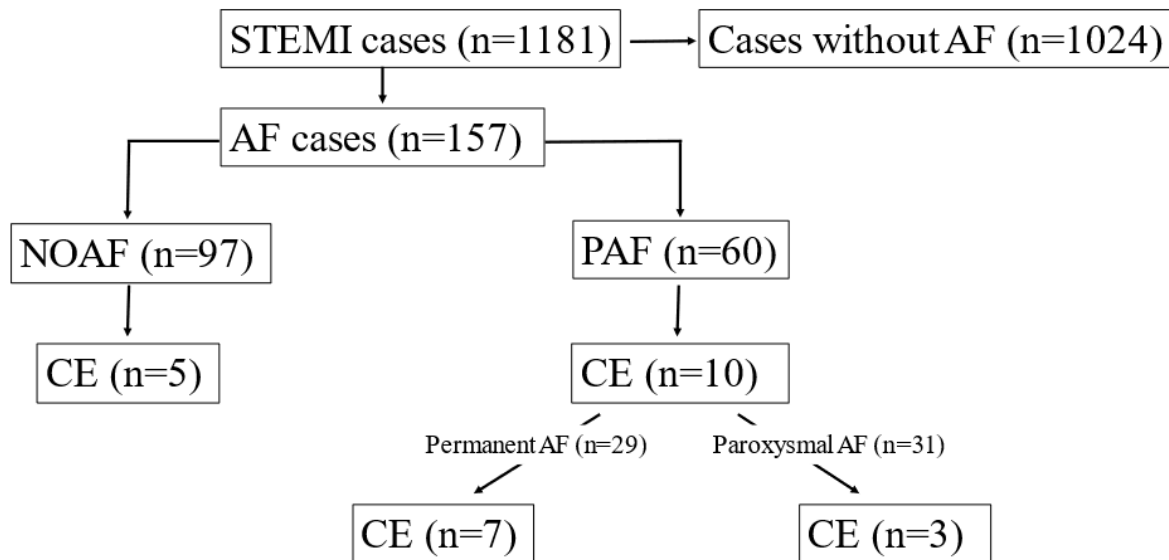 STEMI cases (n=1181)
Cases without AF (n=1024)
AF cases (n=157)
NOAF (n=97)
PAF (n=60)
CE (n=5)
CE (n=10)
Permanent AF (n=29)
Paroxysmal AF (n=31)
CE (n=7)
CE (n=3)